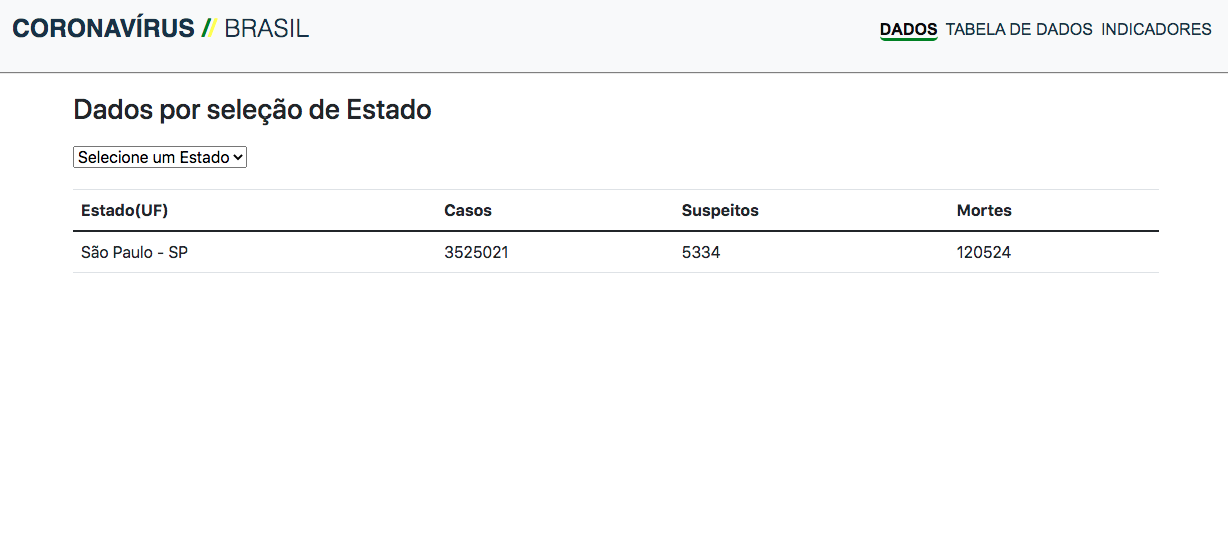 CORONAVÍRUS // BRASIL
DADOS TABELA DE DADOS INDICADORES
Dados por seleção de Estado
Selecione um Estado
Estado(UF) Casos Suspeitos Mortes
São Paulo - SP 3525021 5334 120524